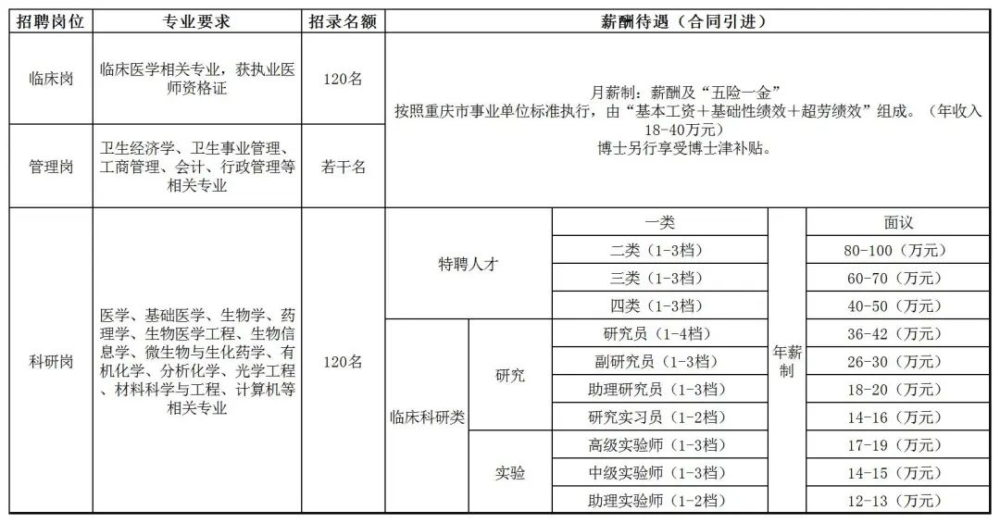 招聘岗位 专业要求 招录名额 薪酬待遇（合同引进）
临床岗
临床医学相关专业，获执业医
师资格证
120名
月薪制：薪酬及“五险一金”
按照重庆市事业单位标准执行，由“基本工资＋基础性绩效＋超劳绩效”组成。（年收入
18-40万元）
博士另行享受博士津补贴。
管理岗
卫生经济学、卫生事业管理、
工商管理、会计、行政管理等
相关专业
若干名
科研岗
医学、基础医学、生物学、药
理学、生物医学工程、生物信
息学、微生物与生化药学、有
机化学、分析化学、光学工程
、材料科学与工程、计算机等
相关专业
120名
特聘人才
一类 面议
二类（1-3档） 80-100（万元）
三类（1-3档） 60-70（万元）
四类（1-3档） 40-50（万元）
临床科研类
研究
研究员（1-4档） 36-42（万元）
副研究员（1-3档） 26-30（万元）
助理研究员（1-3档） 18-20（万元）
研究实习员（1-2档） 14-16（万元）
实验
高级实验师（1-3档） 17-19（万元）
中级实验师（1-3档） 14-15（万元）
助理实验师（1-2档） 12-13（万元）
年薪
制